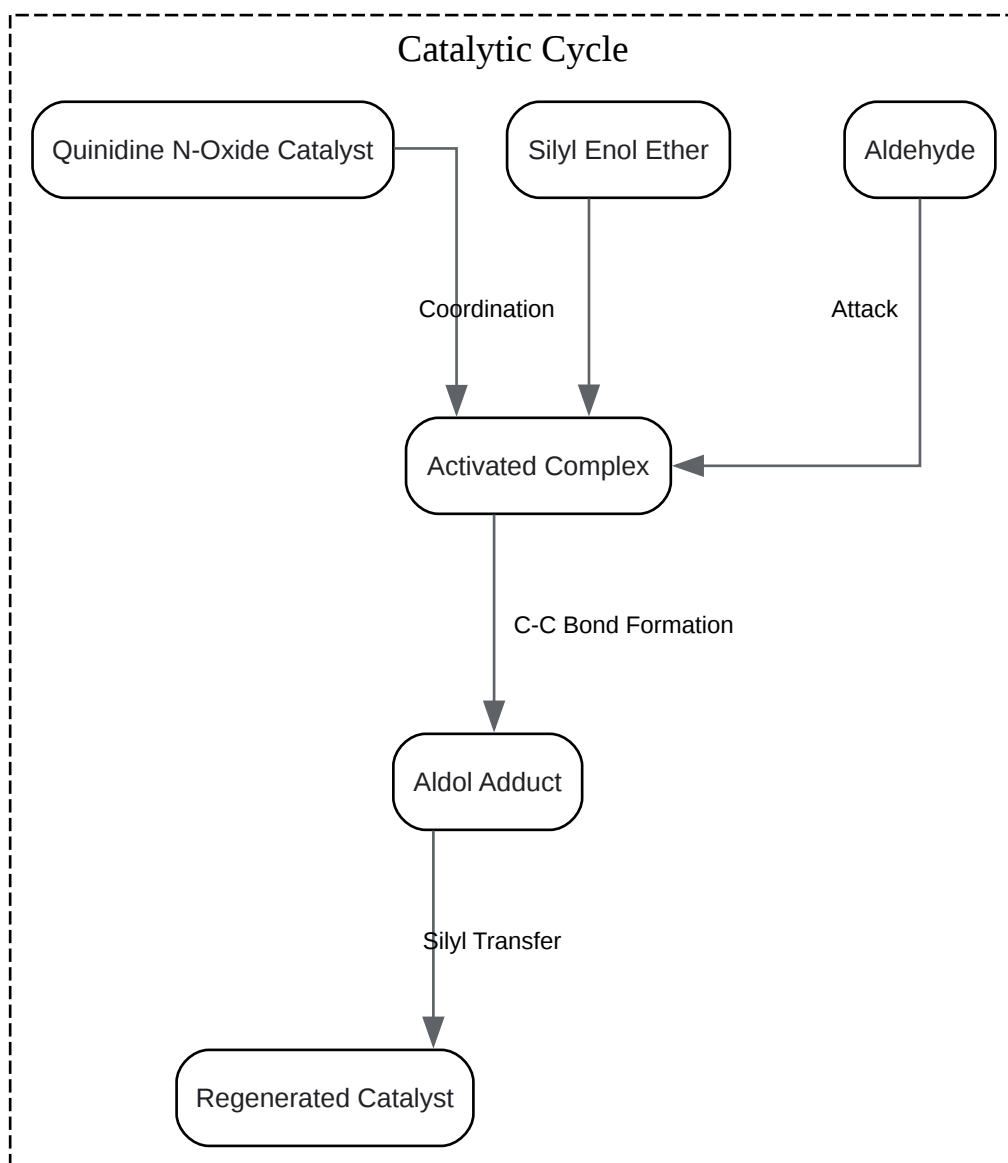 Catalytic Cycle
Quinidine N-Oxide Catalyst
Silyl Enol Ether
Aldehyde
Coordination
Attack
Activated Complex
C-C Bond Formation
Aldol Adduct
Silyl Transfer
Regenerated Catalyst